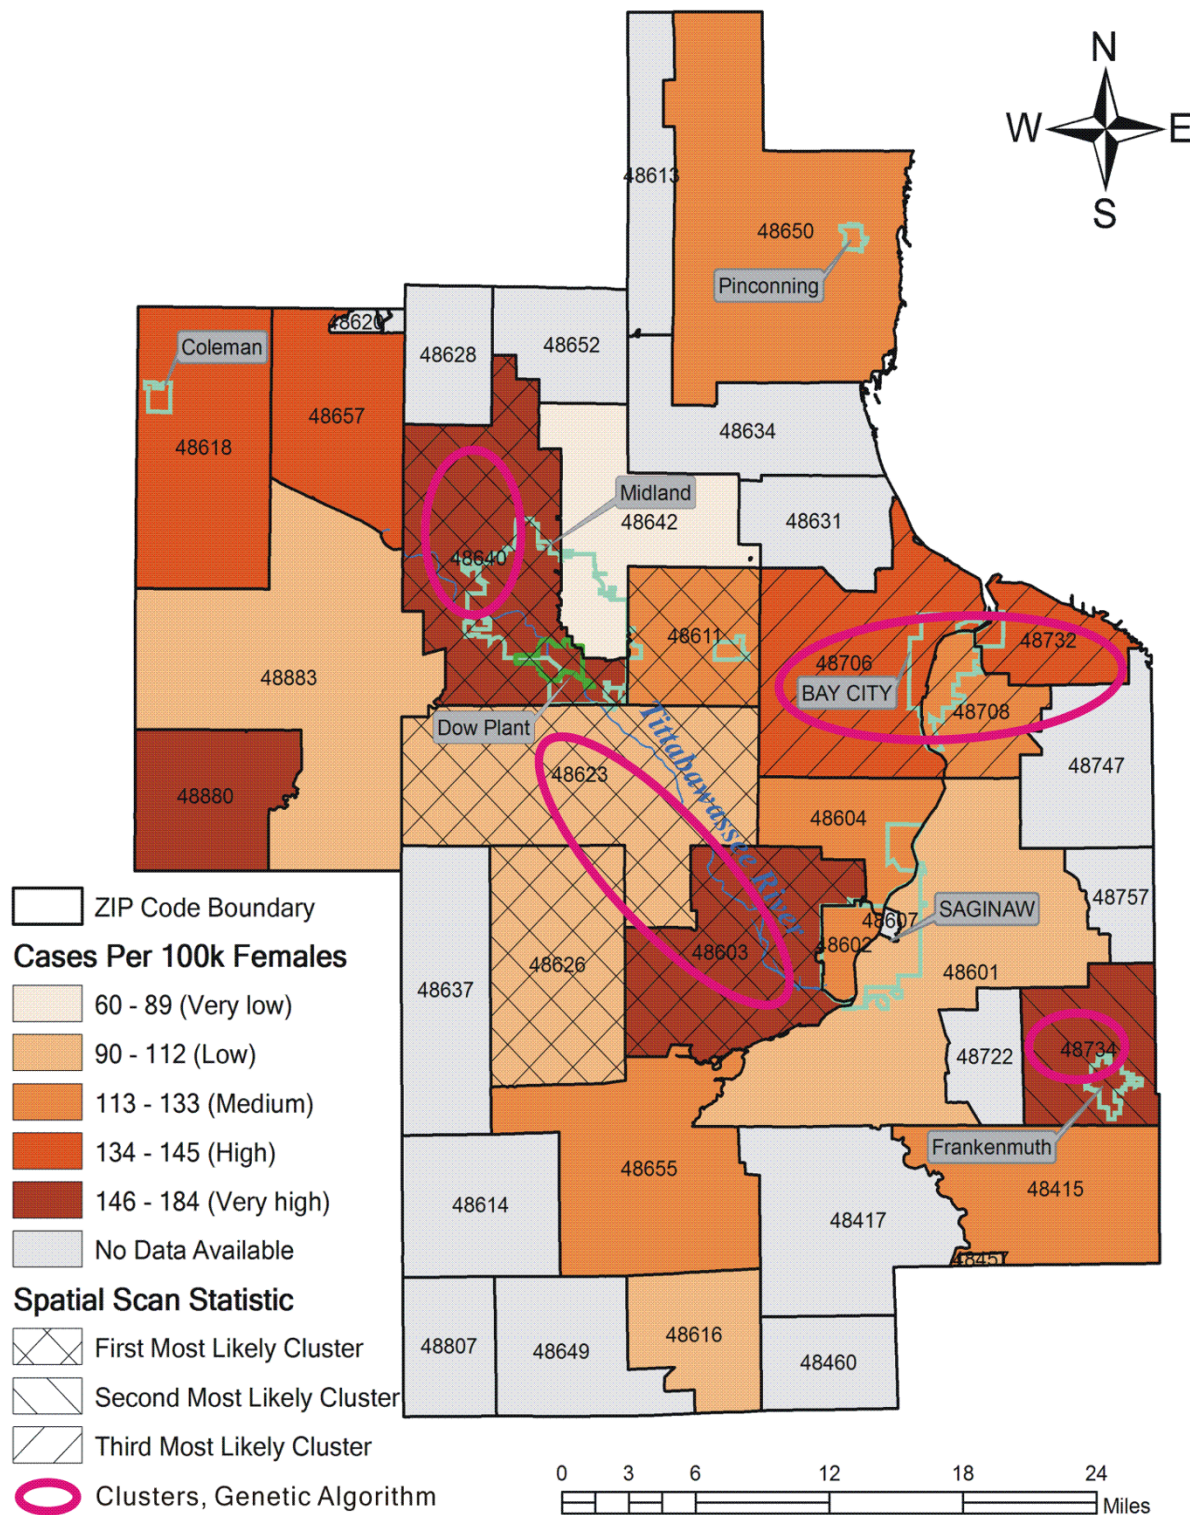 N
W E
S
48613
48650
Pinconning
48620
Coleman
48628
48652
48657
48618
48634
Midland
48642
48631
48640
48611
48732
48706
BAY CITY
48883
48708
Dow Plant
Tittabawassee River
48623
48747
48880
48604
48757
ZIP Code Boundary
48607
SAGINAW
48602
48603
Cases Per 100k Females
48626
48601
48637
60 - 89 (Very low)
90 - 112 (Low)
48722
48734
113 - 133 (Medium)
134 - 145 (High)
Frankenmuth
48655
48415
146 - 184 (Very high)
48614
48417
No Data Available
48457
Spatial Scan Statistic
First Most Likely Cluster
48807
48649
48616
48460
Second Most Likely Cluster
Third Most Likely Cluster
Clusters, Genetic Algorithm
0 3 6 12 18 24
Miles